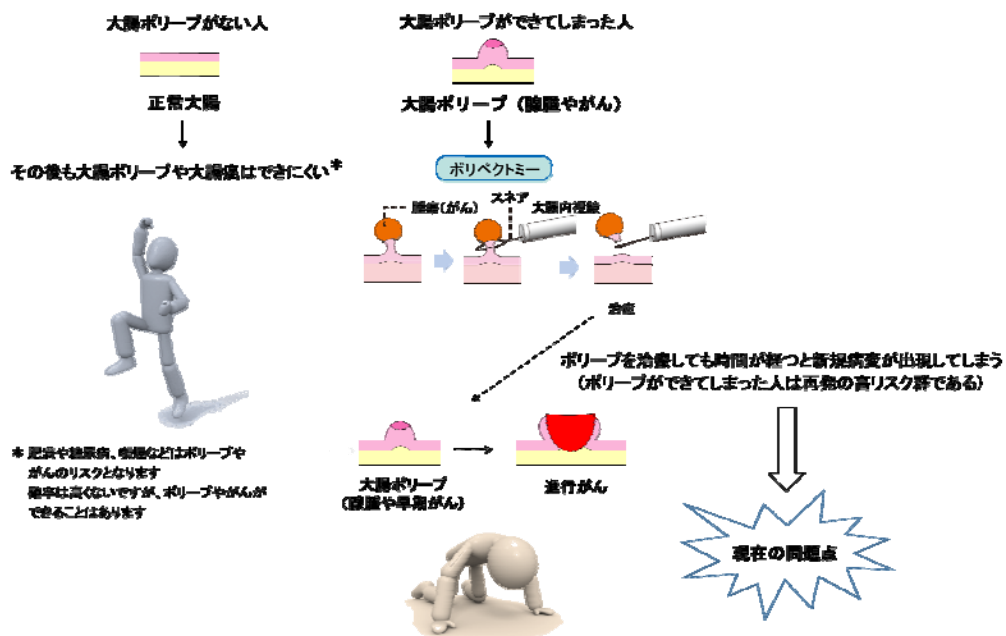 大腸ポリープがない人
正常大腸
その後も大腸ポリープや大腸癌はできにくい*
* 肥満や糖尿病、喫煙などはポリープや
がんのリスクとなります
確率は高くないですが、ポリープやがんが
できることはあります
大腸ポリープができてしまった人
大腸ポリープ（腺腫やがん）
ポリペクトミー
腫瘍(がん)
スネア
大腸内視鏡
治療
ポリープを治療しても時間が経つと新規病変が出現してしまう
（ポリープができてしまった人は再発の高リスク群である）
大腸ポリープ
（腺腫や早期がん）
進行がん
現在の問題点